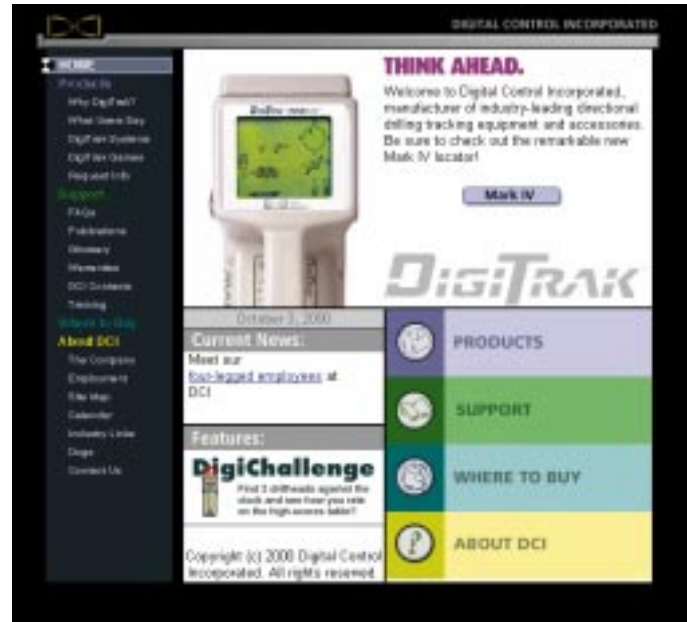 DIGITAL CONTROL INCORPORATED
HOME
Products
Why DigiTrak?
What Users Say
DigiTrak Systems
DigiTrak Games
Request Info
Support
FAQs
Publications
Glossary
Warranties
DCI Contacts
Training
Where to Buy
About DCI
The Company
Employment
Site Map
Calendar
Industry Links
Dogs
Contact Us
THINK AHEAD.
Welcome to Digital Control Incorporated,
manufacturer of industry-leading directional
drilling tracking equipment and accessories.
Be sure to check out the remarkable new
Mark IV locator!
Mark IV
DIGITRAK
October 3, 2000
Current News:
Meet our
four-legged employees at
DCI
Features:
DigiChallenge
Find 3 drillheads against the
clock and see how you rate
on the high-scores table?
Copyright (c) 2000 Digital Control
Incorporated. All rights reserved.
PRODUCTS
SUPPORT
WHERE TO BUY
ABOUT DCI